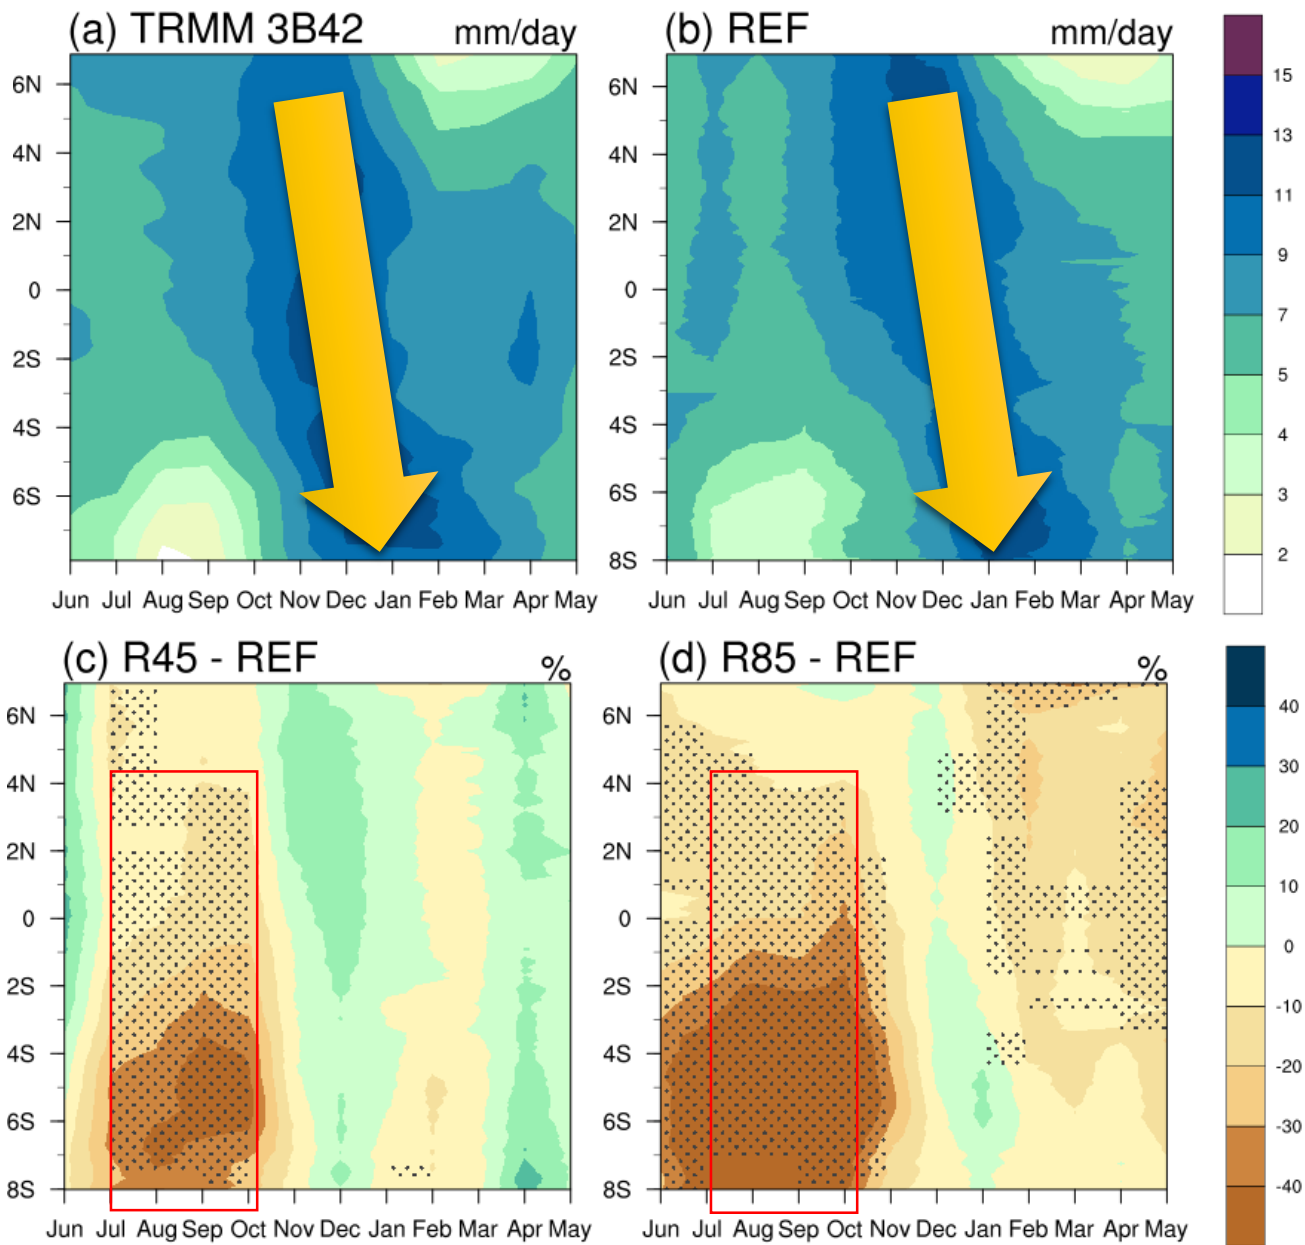 (a) TRMM 3B42 mm/day
(b) REF mm/day
6N
4N
2N
0
2S
4S
6S
Jun Jul Aug Sep Oct Nov Dec Jan Feb Mar Apr May
6N
4N
2N
0
2S
4S
6S
8S
Jun Jul Aug Sep Oct Nov Dec Jan Feb Mar Apr May
15
13
11
9
7
5
4
3
2
(c) R45 - REF %
(d) R85 - REF %
6N
4N
2N
0
2S
4S
6S
8S
Jun Jul Aug Sep Oct Nov Dec Jan Feb Mar Apr May
6N
4N
2N
0
2S
4S
6S
8S
Jun Jul Aug Sep Oct Nov Dec Jan Feb Mar Apr May
40
30
20
10
0
-10
-20
-30
-40